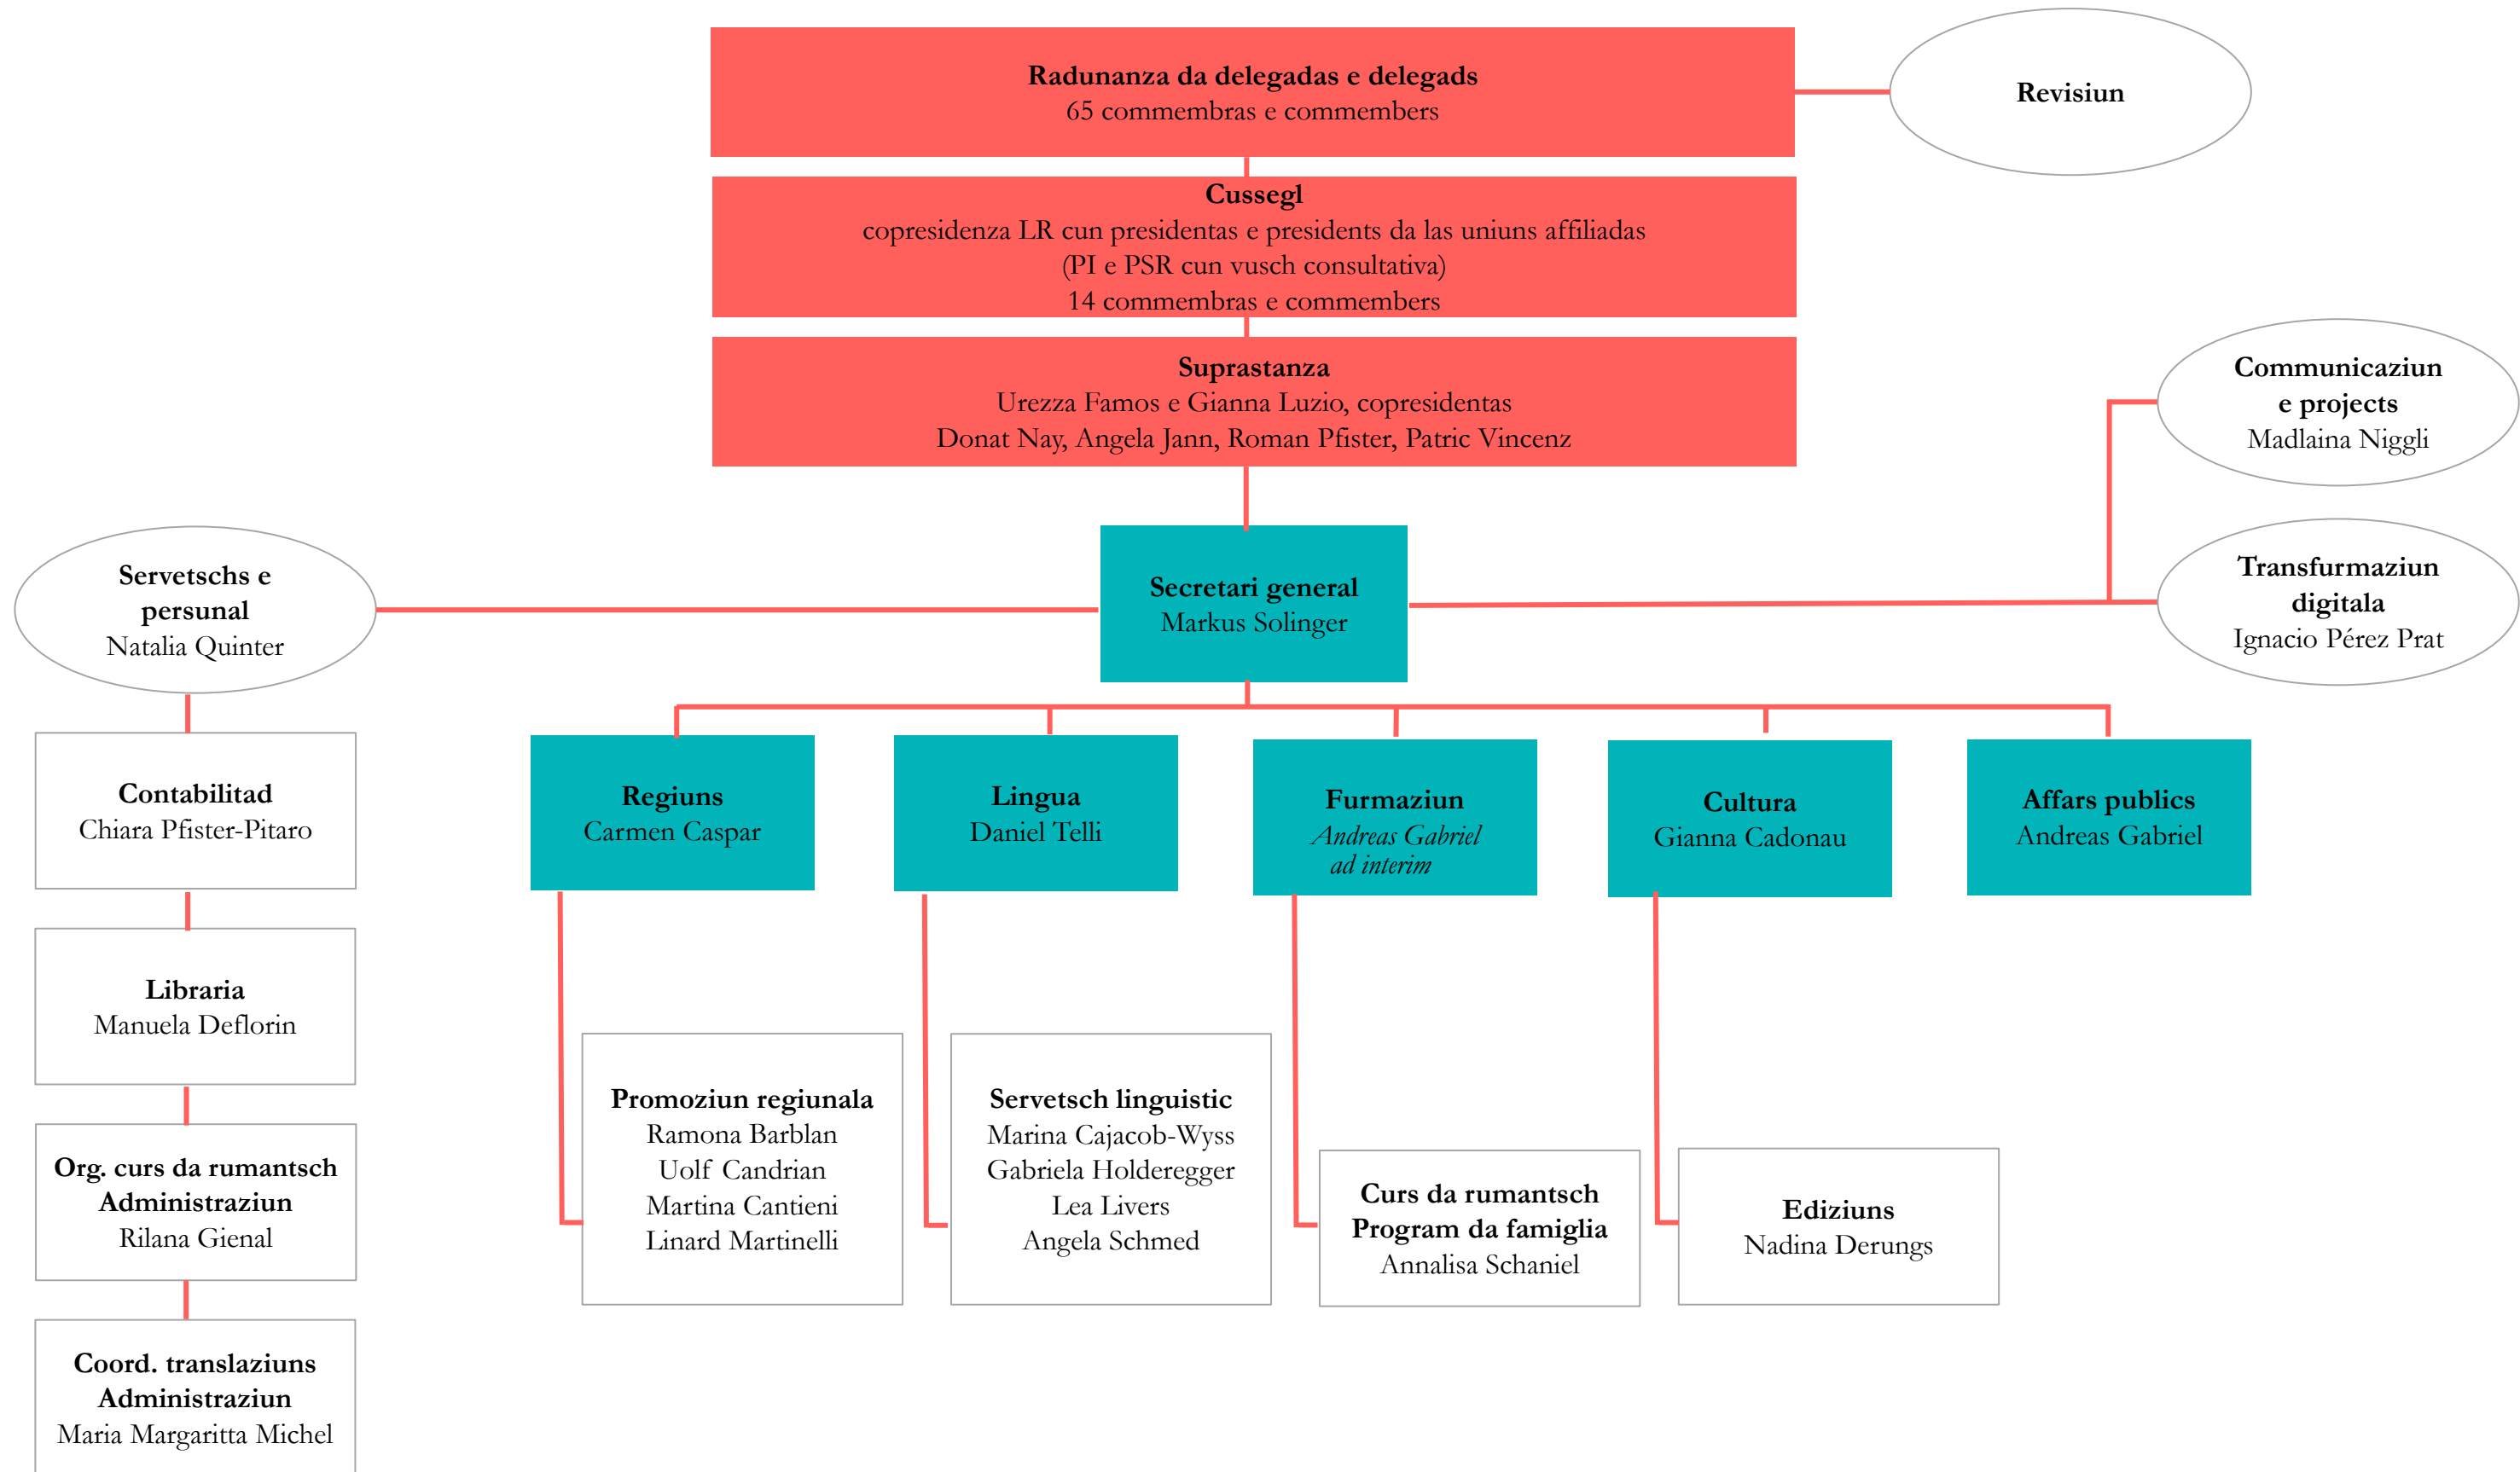 Radunanza da delegadas e delegads
65 commembras e commembers
Revisiun
Cussegl
copresidenza LR cun presidentas e presidents da las uniuns affiliadas
(PI e PSR cun vusch consultativa)
14 commembras e commembers
Suprastanza
Urezza Famos e Gianna Luzio, copresidentas
Donat Nay, Angela Jann, Roman Pfister, Patric Vincenz
Communicaziun
e projects
Madlaina Niggli
Servetschs e
persunal
Natalia Quinter
Secretari general
Markus Solinger
Transfurmaziun
digitala
Ignacio Pérez Prat
Contabilitad
Chiara Pfister-Pitaro
Libraria
Manuela Deflorin
Org. curs da rumantsch
Administraziun
Rilana Gienal
Coord. translaziuns
Administraziun
Maria Margaritta Michel
Regiuns
Carmen Caspar
Lingua
Daniel Telli
Furmaziun
Andreas Gabriel
ad interim
Cultura
Gianna Cadonau
Affars publics
Andreas Gabriel
Promoziun regiunala
Ramona Barblan
Uolf Candrian
Martina Cantieni
Linard Martinelli
Servetsch linguistic
Marina Cajacob-Wyss
Gabriela Holderegger
Lea Livers
Angela Schmed
Curs da rumantsch
Program da famiglia
Annalisa Schaniel
Ediziuns
Nadina Derungs